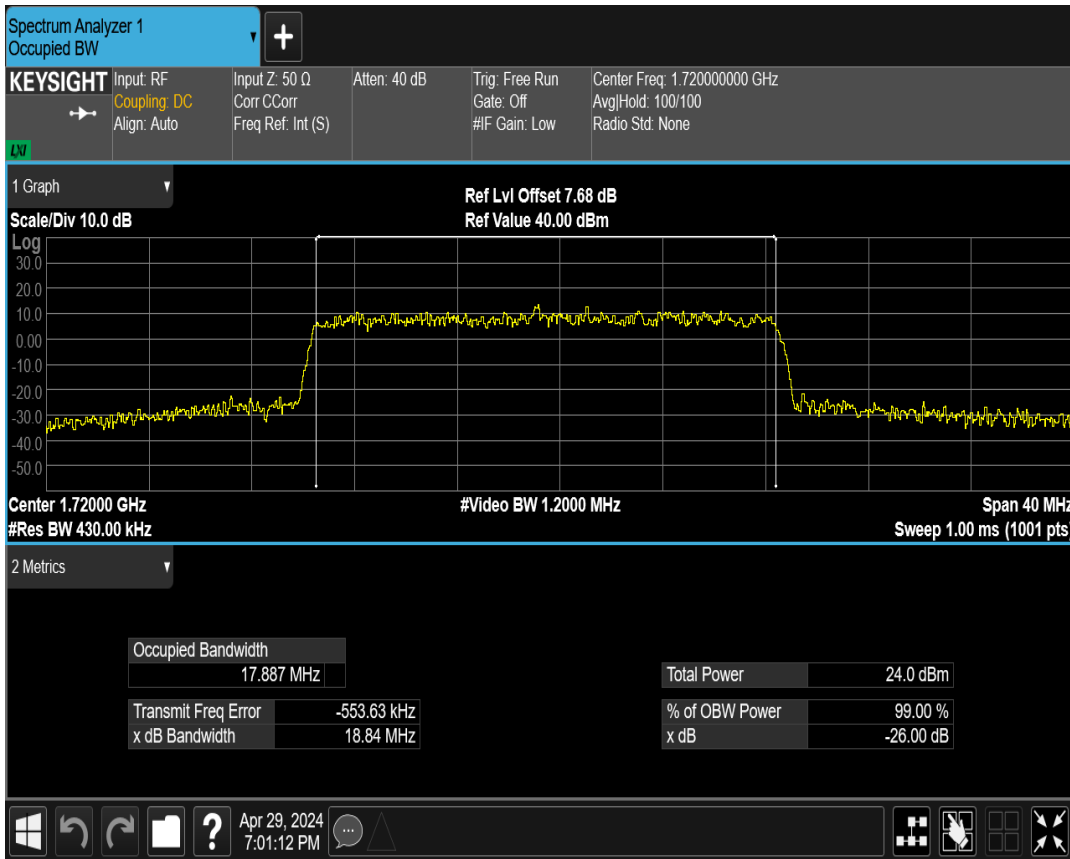 Spectrum Analyzer 1
Occupied BW
KEYSIGHT
Input: RF
Coupling: DC
Align: Auto
Input Z: 50 Ω
Corr CCorr
Freq Ref: Int (S)
Atten: 40 dB
Trig: Free Run
Gate: Off
#IF Gain: Low
Center Freq: 1.720000000 GHz
Avg|Hold: 100/100
Radio Std: None
LXI
1 Graph
Scale/Div 10.0 dB
Ref Lvl Offset 7.68 dB
Ref Value 40.00 dBm
Log
30.0
20.0
10.0
0.00
-10.0
-20.0
-30.0
-40.0
-50.0
Center 1.72000 GHz
#Video BW 1.2000 MHz
Span 40 MHz
#Res BW 430.00 kHz
Sweep 1.00 ms (1001 pts)
2 Metrics
Occupied Bandwidth
17.887 MHz
Total Power 24.0 dBm
Transmit Freq Error -553.63 kHz
% of OBW Power 99.00 %
x dB Bandwidth 18.84 MHz
x dB -26.00 dB
?
Apr 29, 2024
7:01:12 PM